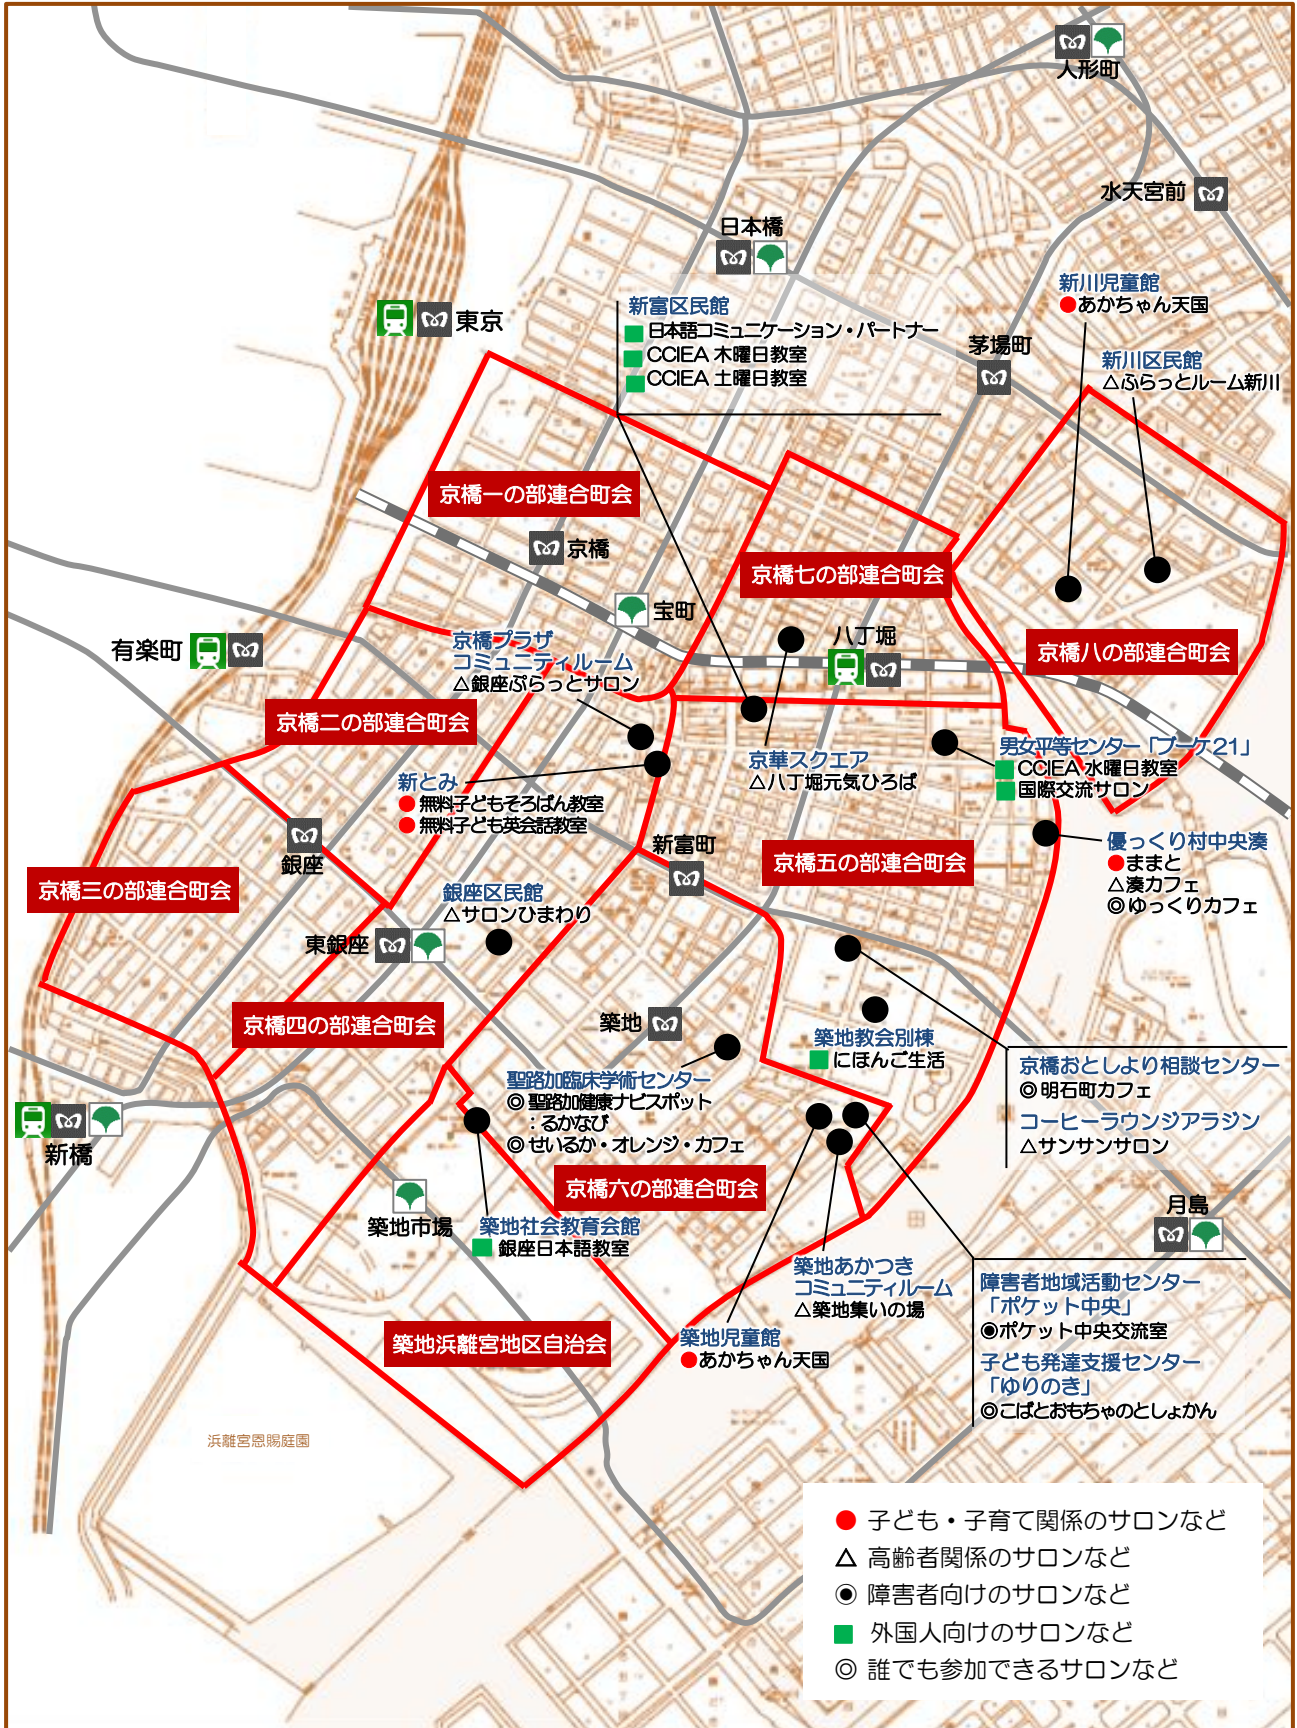 人形町
水天宮前
日本橋
新川児童館
●あかちゃん天国
新富区民館
■日本語コミュニケーション・パートナー
■CCIEA 木曜日教室
■CCIEA 土曜日教室
東京
茅場町
新川区民館
△ふらっとルーム新川
京橋一の部連合町会
京橋
京橋七の部連合町会
宝町
八丁堀
有楽町
京橋プラザ
コミュニティルーム
△銀座ぷらっとサロン
京橋八の部連合町会
京橋二の部連合町会
京華スクエア
△八丁堀元気ひろば
男女平等センター「ブーケ21」
■CCIEA 水曜日教室
■国際交流サロン
新とみ
●無料子どもそろばん教室
●無料子ども英会話教室
銀座
新富町
京橋五の部連合町会
優っくり村中央湊
●ままと
△湊カフェ
◎ゆっくりカフェ
京橋三の部連合町会
銀座区民館
△サロンひまわり
東銀座
京橋四の部連合町会
築地
築地教会別棟
■にほんご生活
京橋おとしより相談センター
◎明石町カフェ
コーヒーラウンジアラジン
△サンサンサロン
聖路加臨床学術センター
◎聖路加健康ナビスポット
：るかなび
◎せいるか・オレンジ・カフェ
新橋
京橋六の部連合町会
築地市場
築地社会教育会館
■銀座日本語教室
月島
築地あかつき
コミュニティルーム
△築地集いの場
障害者地域活動センター
「ポケット中央」
◉ポケット中央交流室
子ども発達支援センター
「ゆりのき」
◎こばとおもちゃのとしょかん
築地浜離宮地区自治会
築地児童館
●あかちゃん天国
浜離宮恩賜庭園
● 子ども・子育て関係のサロンなど
△ 高齢者関係のサロンなど
◉ 障害者向けのサロンなど
■ 外国人向けのサロンなど
◎ 誰でも参加できるサロンなど